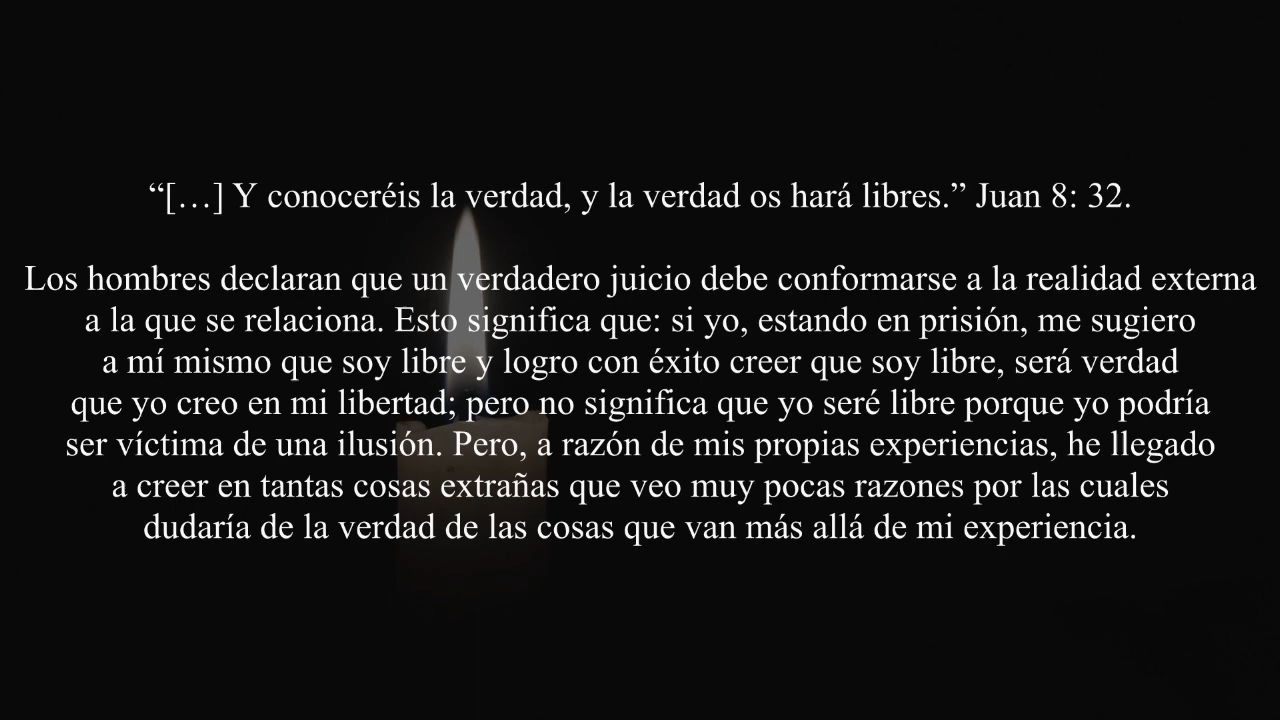 “[…] Y conoceréis la verdad, y la verdad os hará libres.” Juan 8: 32.
Los hombres declaran que un verdadero juicio debe conformarse a la realidad externa
a la que se relaciona. Esto significa que: si yo, estando en prisión, me sugiero
a mí mismo que soy libre y logro con éxito creer que soy libre, será verdad
que yo creo en mi libertad; pero no significa que yo seré libre porque yo podría
ser víctima de una ilusión. Pero, a razón de mis propias experiencias, he llegado
a creer en tantas cosas extrañas que veo muy pocas razones por las cuales
dudaría de la verdad de las cosas que van más allá de mi experiencia.